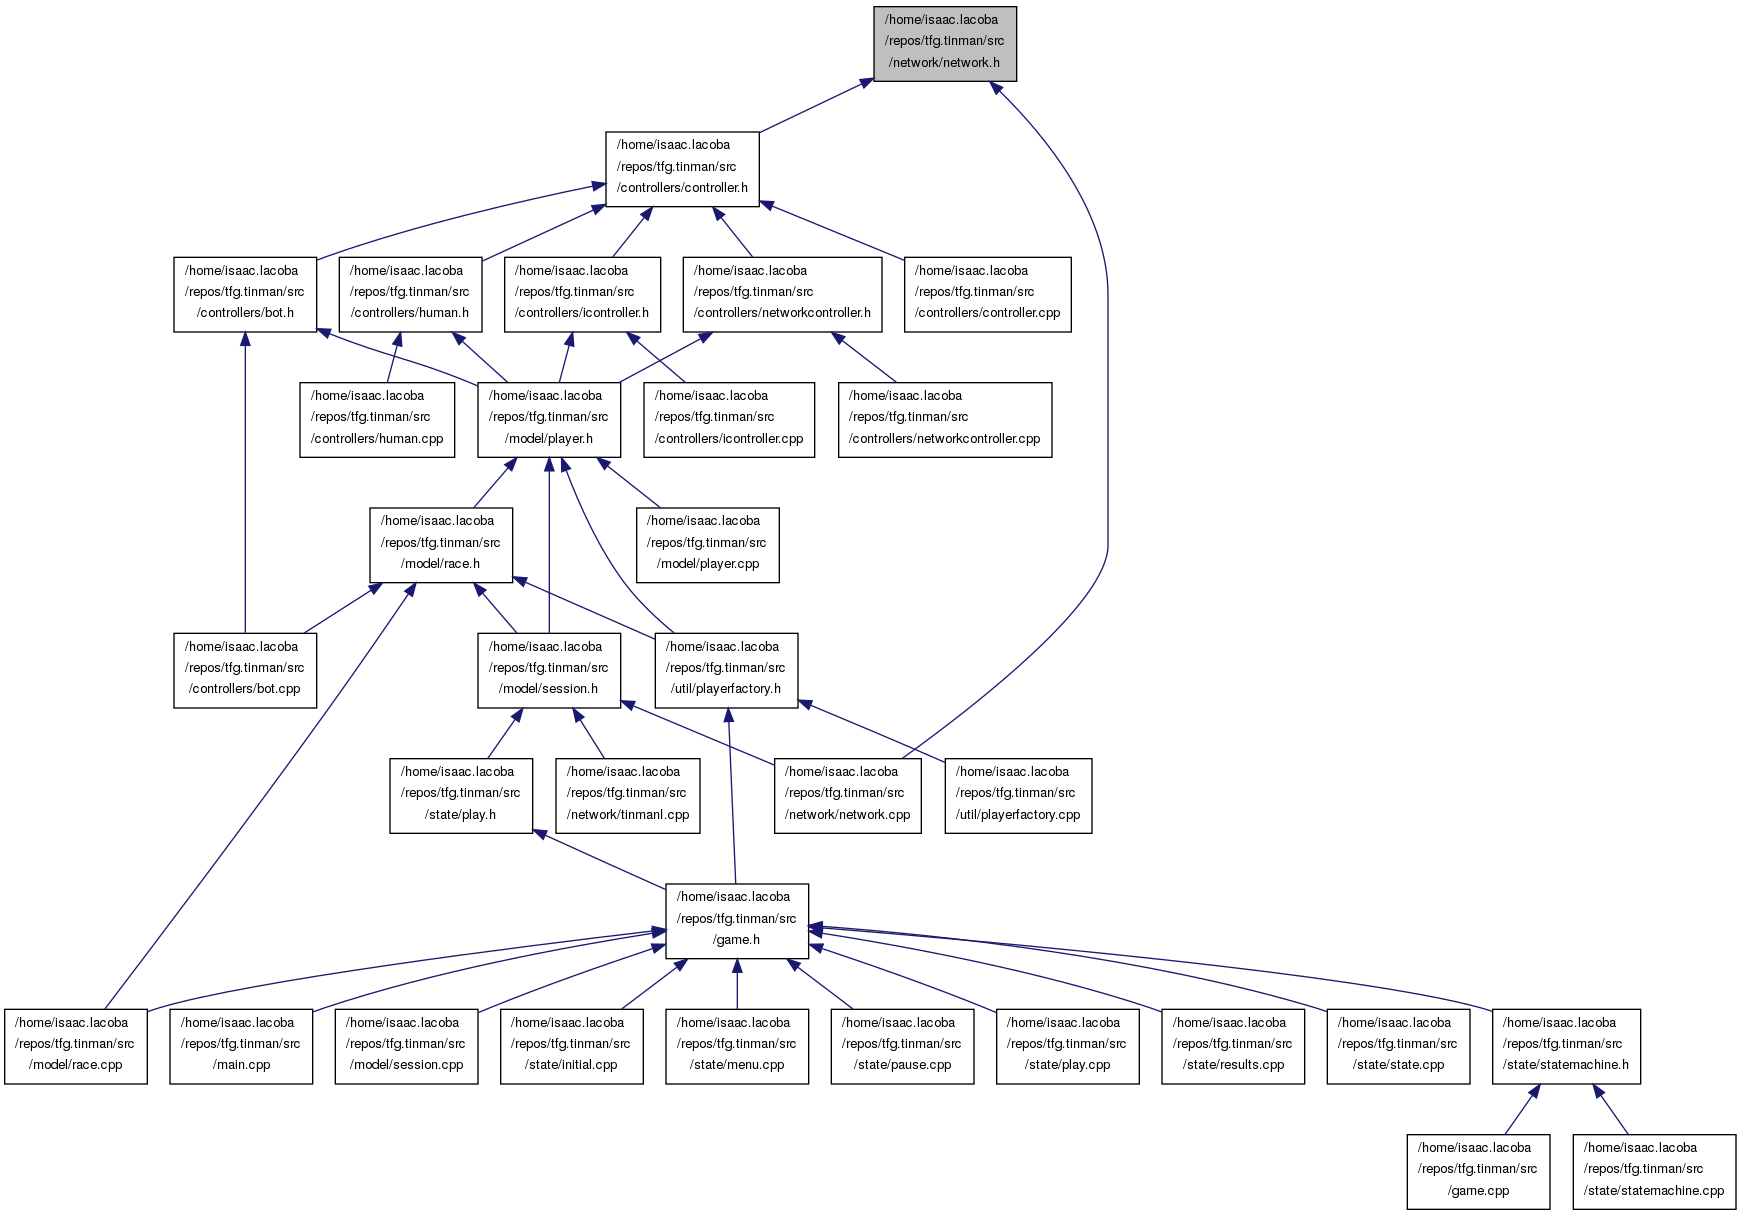 /home/isaac.lacoba
/repos/tfg.tinman/src
/network/network.h
/home/isaac.lacoba
/repos/tfg.tinman/src
/controllers/controller.h
/home/isaac.lacoba
/repos/tfg.tinman/src
/controllers/bot.h
/home/isaac.lacoba
/repos/tfg.tinman/src
/controllers/human.h
/home/isaac.lacoba
/repos/tfg.tinman/src
/controllers/icontroller.h
/home/isaac.lacoba
/repos/tfg.tinman/src
/controllers/networkcontroller.h
/home/isaac.lacoba
/repos/tfg.tinman/src
/controllers/controller.cpp
/home/isaac.lacoba
/repos/tfg.tinman/src
/controllers/human.cpp
/home/isaac.lacoba
/repos/tfg.tinman/src
/model/player.h
/home/isaac.lacoba
/repos/tfg.tinman/src
/controllers/icontroller.cpp
/home/isaac.lacoba
/repos/tfg.tinman/src
/controllers/networkcontroller.cpp
/home/isaac.lacoba
/repos/tfg.tinman/src
/model/race.h
/home/isaac.lacoba
/repos/tfg.tinman/src
/model/player.cpp
/home/isaac.lacoba
/repos/tfg.tinman/src
/controllers/bot.cpp
/home/isaac.lacoba
/repos/tfg.tinman/src
/model/session.h
/home/isaac.lacoba
/repos/tfg.tinman/src
/util/playerfactory.h
/home/isaac.lacoba
/repos/tfg.tinman/src
/state/play.h
/home/isaac.lacoba
/repos/tfg.tinman/src
/network/tinmanI.cpp
/home/isaac.lacoba
/repos/tfg.tinman/src
/network/network.cpp
/home/isaac.lacoba
/repos/tfg.tinman/src
/util/playerfactory.cpp
/home/isaac.lacoba
/repos/tfg.tinman/src
/game.h
/home/isaac.lacoba
/repos/tfg.tinman/src
/model/race.cpp
/home/isaac.lacoba
/repos/tfg.tinman/src
/main.cpp
/home/isaac.lacoba
/repos/tfg.tinman/src
/model/session.cpp
/home/isaac.lacoba
/repos/tfg.tinman/src
/state/initial.cpp
/home/isaac.lacoba
/repos/tfg.tinman/src
/state/menu.cpp
/home/isaac.lacoba
/repos/tfg.tinman/src
/state/pause.cpp
/home/isaac.lacoba
/repos/tfg.tinman/src
/state/play.cpp
/home/isaac.lacoba
/repos/tfg.tinman/src
/state/results.cpp
/home/isaac.lacoba
/repos/tfg.tinman/src
/state/state.cpp
/home/isaac.lacoba
/repos/tfg.tinman/src
/state/statemachine.h
/home/isaac.lacoba
/repos/tfg.tinman/src
/game.cpp
/home/isaac.lacoba
/repos/tfg.tinman/src
/state/statemachine.cpp